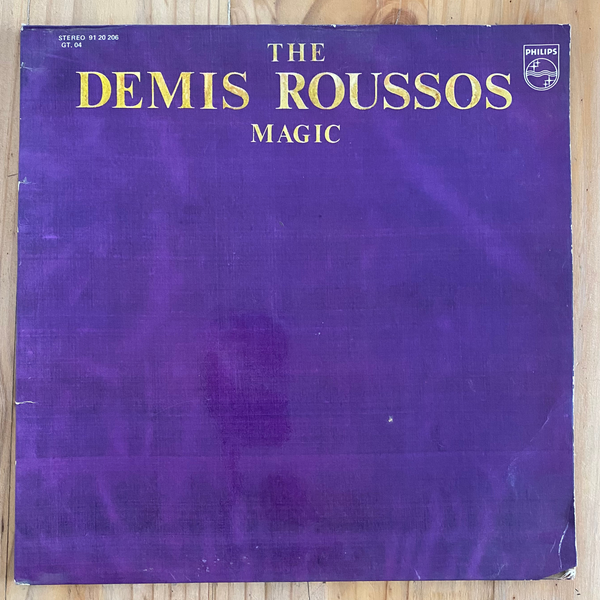 STEREO 91 20 206
GT. 04
THE
DEMIS ROUSSOS
MAGIC
PHILIPS